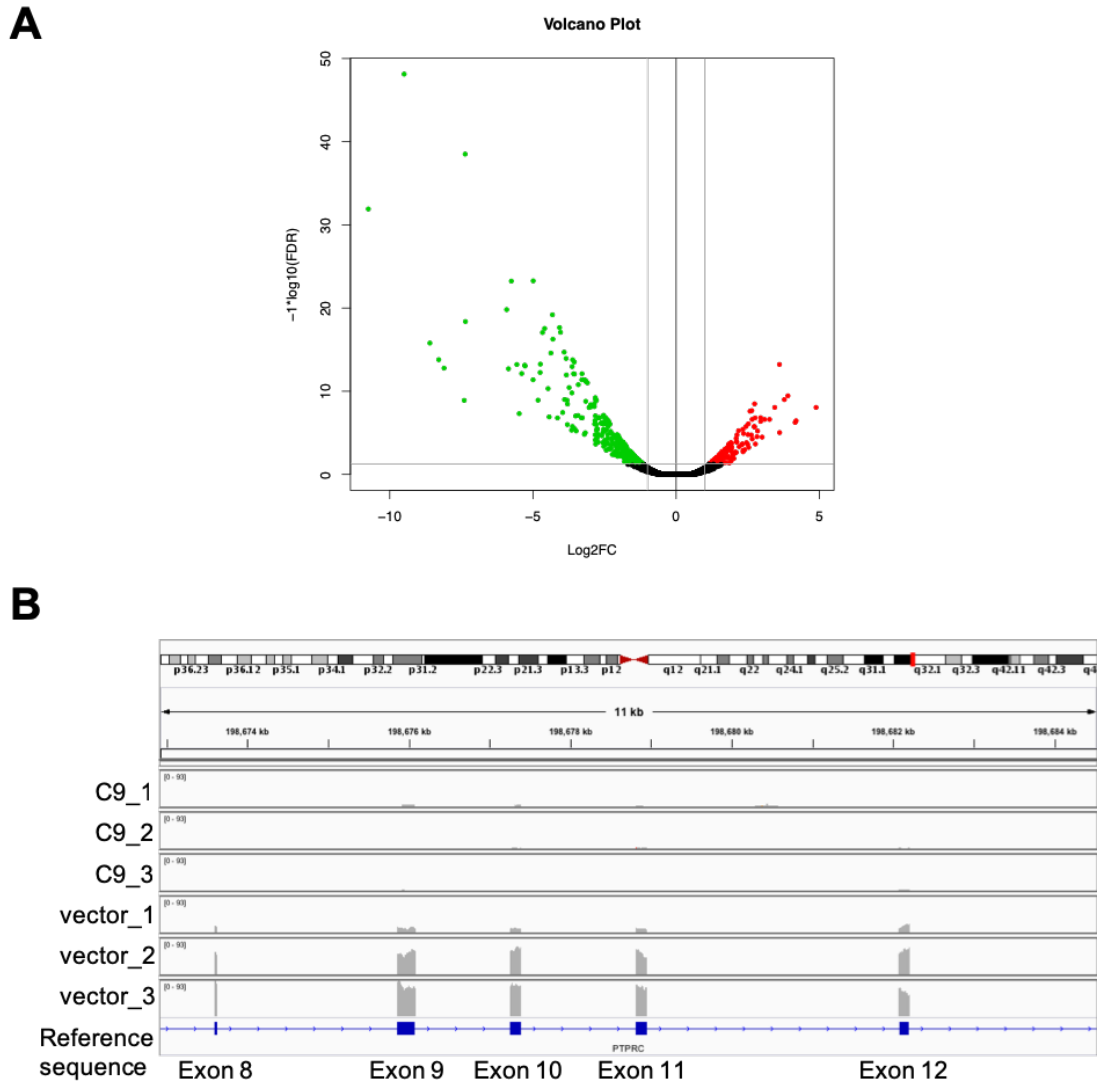 A
Volcano Plot
50
40
30
20
10
0
−1*log10(FDR)
−10 −5 0 5
Log2FC
B
p36.23 p36.12 p35.1 p34.1 p32.2 p31.2 p22.3 p21.3 p13.3 p12 q12 q21.1 q22 q24.1 q25.2 q31.1 q32.1 q32.3 q42.11 q42.3 q4
11 kb
198,674 kb 198,676 kb 198,678 kb 198,680 kb 198,682 kb 198,684 kb
C9_1 [0 - 93]
C9_2 [0 - 93]
C9_3 [0 - 93]
vector_1 [0 - 93]
vector_2 [0 - 93]
vector_3 [0 - 93]
Reference
sequence
PTPRC
Exon 8 Exon 9 Exon 10 Exon 11 Exon 12